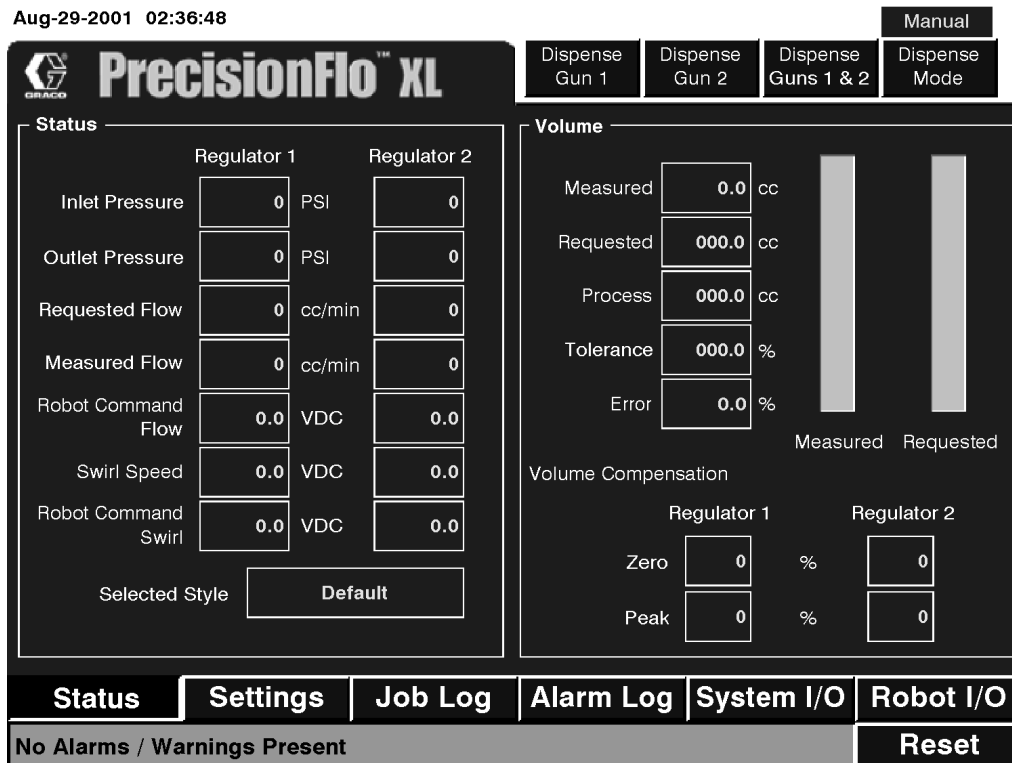 Aug-29-2001 02:36:48
Manual
GRACO
PrecisionFlo™ XL
Dispense Gun 1
Dispense Gun 2
Dispense Guns 1 & 2
Dispense Mode
Status
Regulator 1 Regulator 2
Inlet Pressure 0 PSI 0
Outlet Pressure 0 PSI 0
Requested Flow 0 cc/min 0
Measured Flow 0 cc/min 0
Robot Command
Flow 0.0 VDC 0.0
Swirl Speed 0.0 VDC 0.0
Robot Command
Swirl 0.0 VDC 0.0
Selected Style Default
Volume
Measured 0.0 cc
Requested 000.0 cc
Process 000.0 cc
Tolerance 000.0 %
Error 0.0 %
Measured Requested
Volume Compensation
Regulator 1 Regulator 2
Zero 0 % 0
Peak 0 % 0
Status Settings Job Log Alarm Log System I/O Robot I/O
No Alarms / Warnings Present Reset